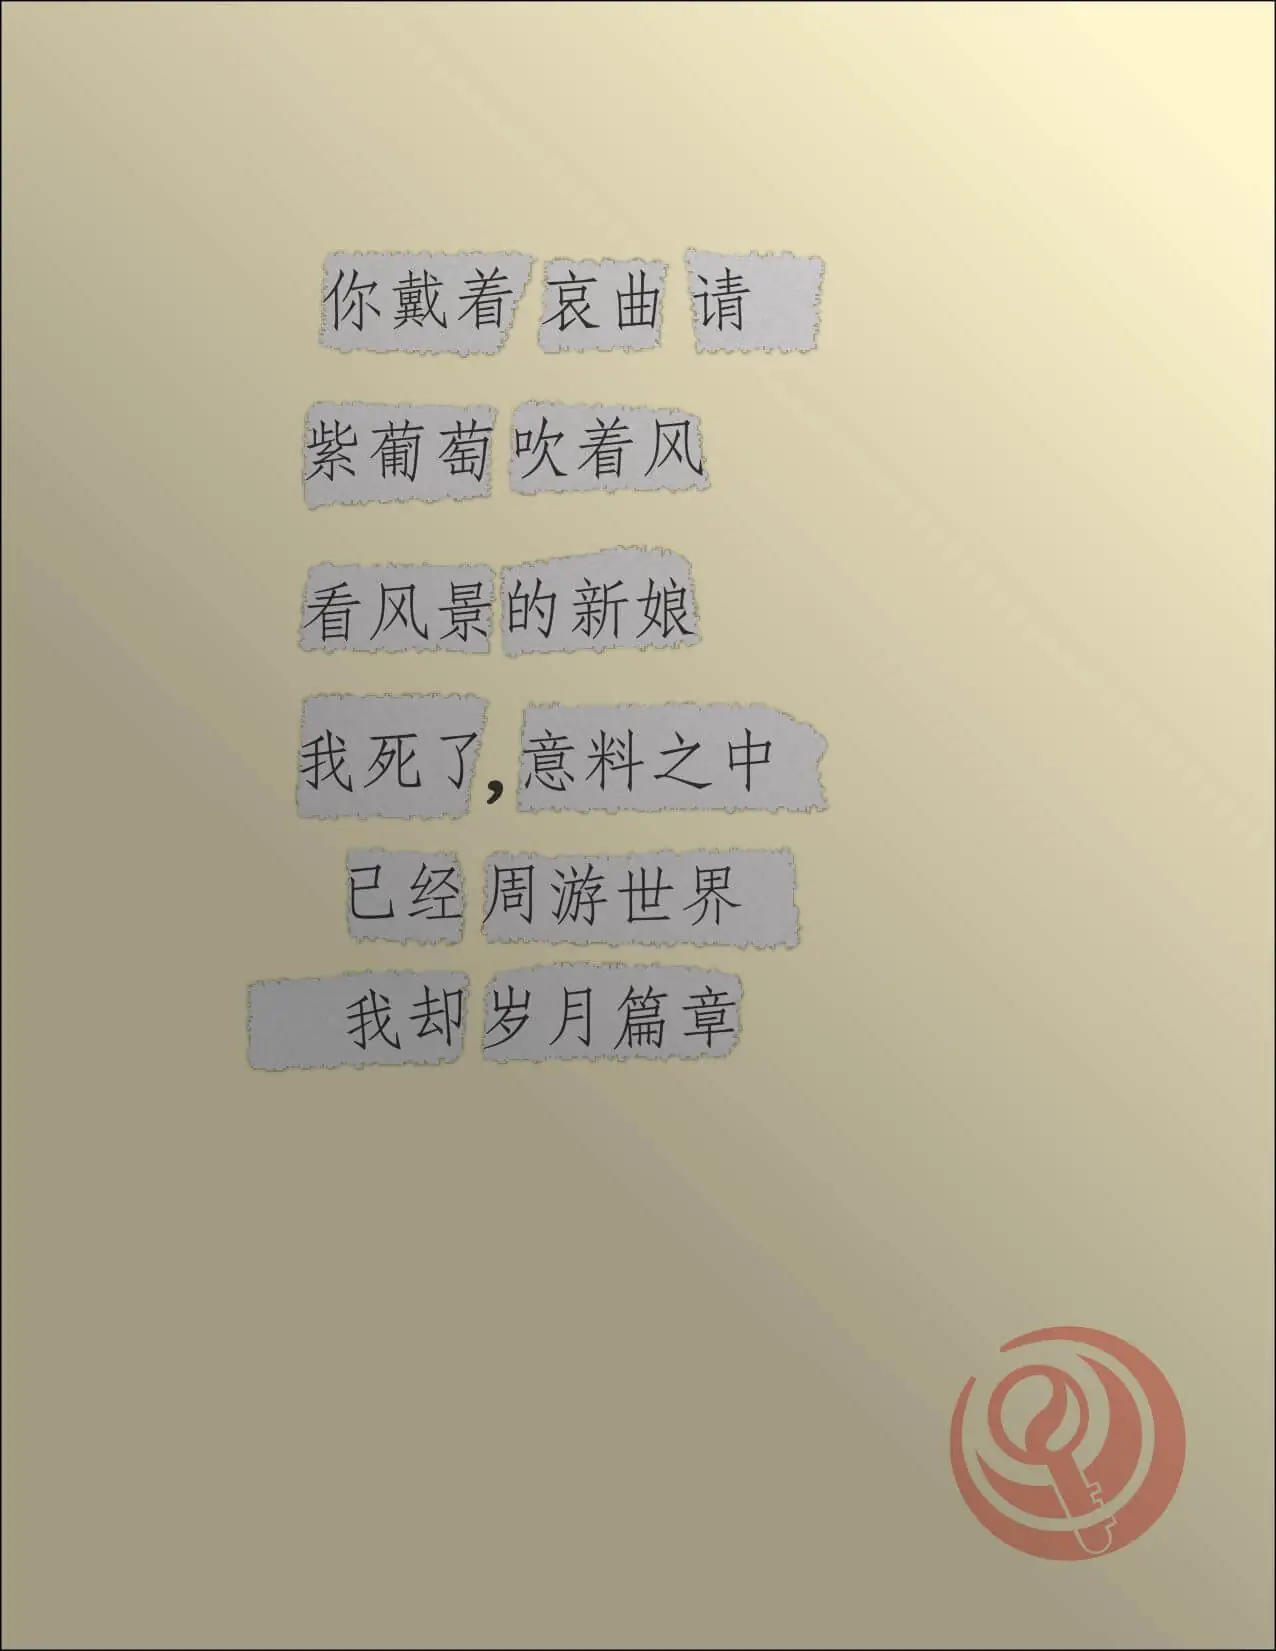 你戴着 哀曲 请
紫葡萄 吹着风
看风景 的新娘
我死了, 意料之中
已经 周游世界
我却 岁月篇章